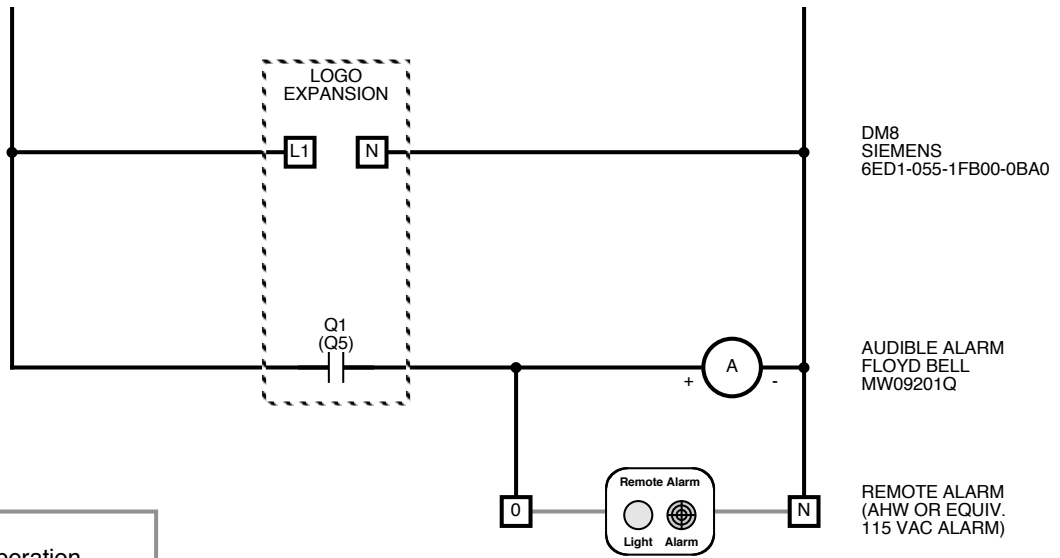 LOGO
EXPANSION
L1
N
DM8
SIEMENS
6ED1-055-1FB00-0BA0
Q1
(Q5)
A
+
-
AUDIBLE ALARM
FLOYD BELL
MW09201Q
0
Remote Alarm
Light Alarm
N
REMOTE ALARM
(AHW OR EQUIV.
115 VAC ALARM)